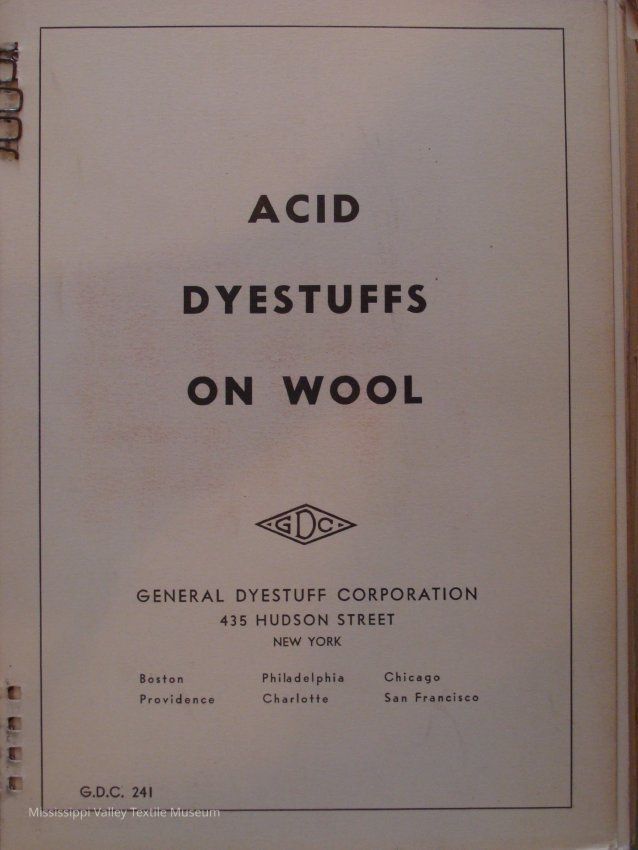 ACID
DYESTUFFS
ON WOOL
GDC
GENERAL DYESTUFF CORPORATION
435 HUDSON STREET
NEW YORK
Boston Philadelphia Chicago
Providence Charlotte San Francisco
G.D.C. 241
Mississippi Valley Textile Museum